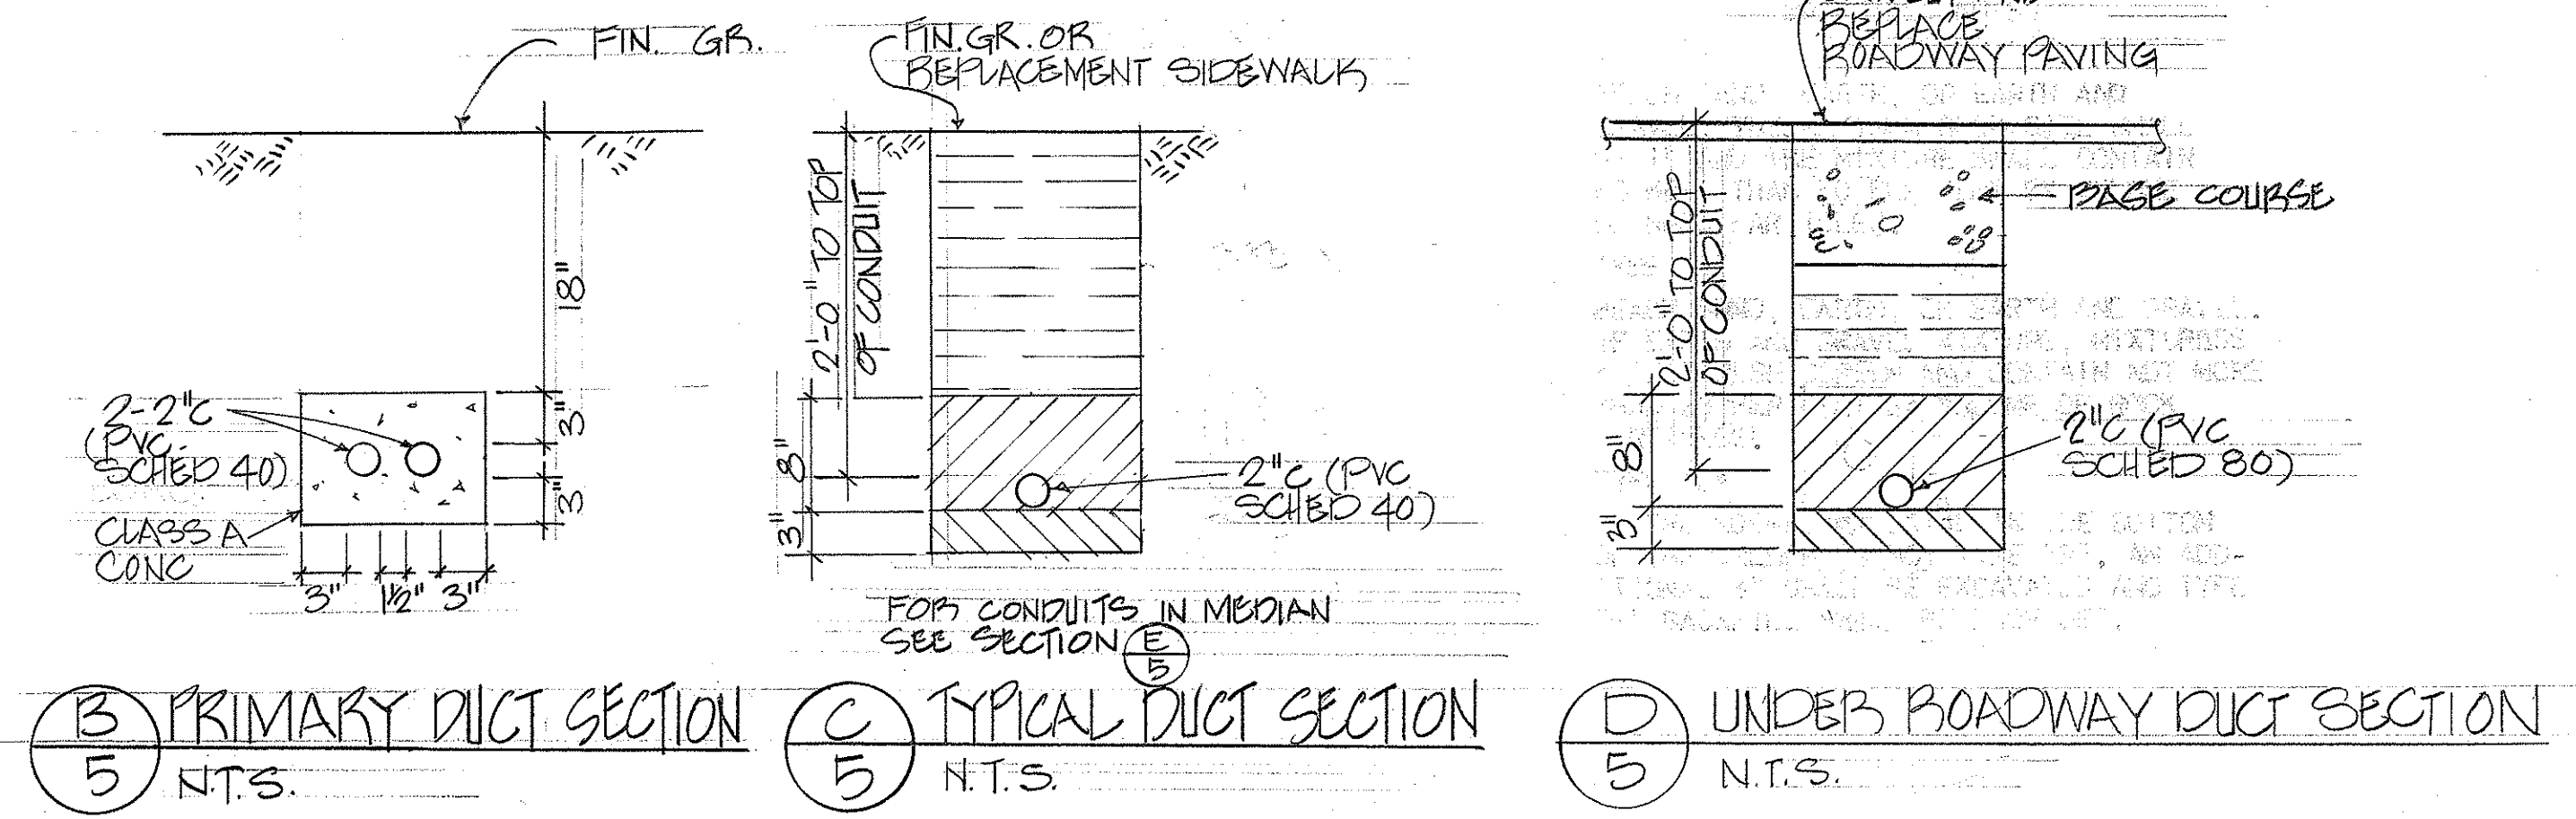 FIN. GR.
18"
3"
3"
2-2"C
(PVC
SCHED 40)
CLASS A
CONC
3" 1½" 3"
B
5
PRIMARY DUCT SECTION
N.T.S.
FIN. GR. OR
REPLACEMENT SIDEWALK
2'-0" TO TOP
OF CONDUIT
8"
3"
2"C (PVC
SCHED 40)
FOR CONDUITS IN MEDIAN
SEE SECTION E
5
C
5
TYPICAL DUCT SECTION
N.T.S.
REPLACE
ROADWAY PAVING
BASE COURSE
2'-0" TO TOP
OF CONDUIT
8"
3"
2"C (PVC
SCHED 80)
D
5
UNDER ROADWAY DUCT SECTION
N.T.S.